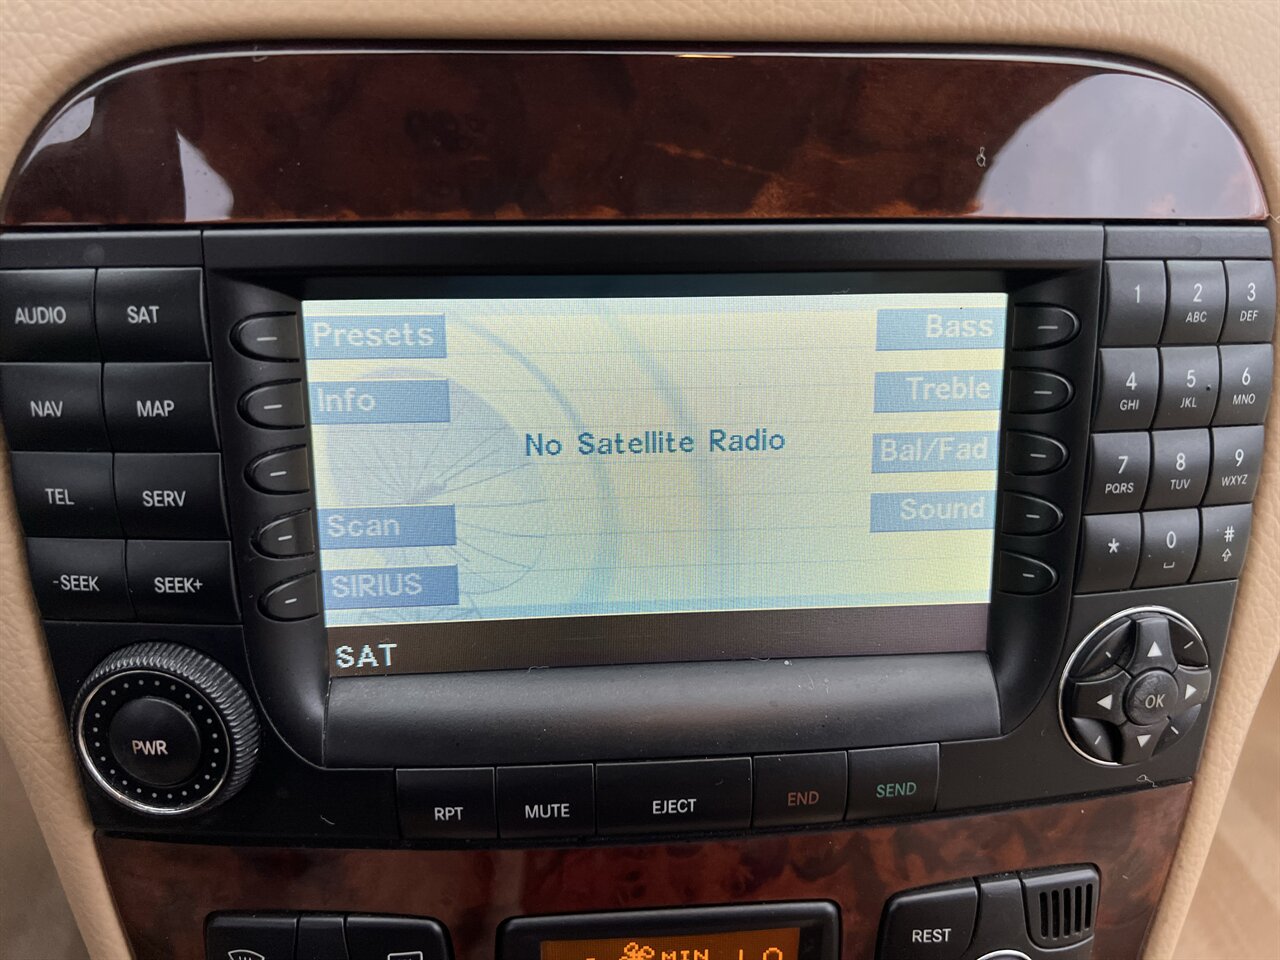 AUDIO SAT
NAV MAP
TEL SERV
-SEEK SEEK+
PWR
Presets
Info
Scan
SIRIUS
No Satellite Radio
Bass
Treble
Bal/Fad
Sound
SAT
1 2 ABC 3 DEF
4 GHI 5 JKL 6 MNO
7 PQRS 8 TUV 9 WXYZ
* 0 #
OK
RPT MUTE EJECT END SEND
REST
MIN